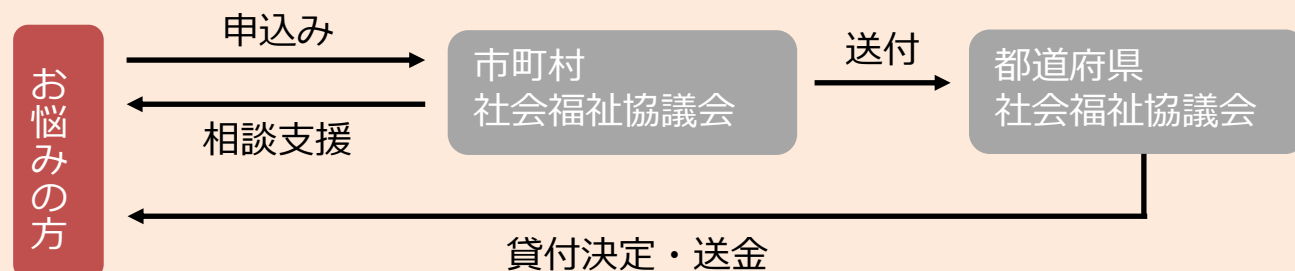 お悩みの方
申込み
相談支援
市町村
社会福祉協議会
送付
都道府県
社会福祉協議会
貸付決定・送金